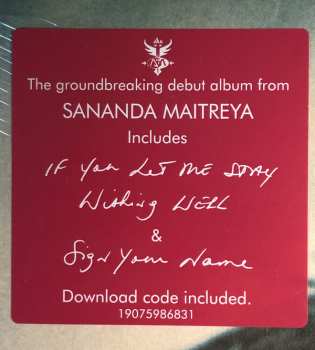 The groundbreaking debut album from
SANANDA MAITREYA
Includes
IF You LET ME STAY
Wishing WELL
&
Sign Your Name
Download code included.
19075986831